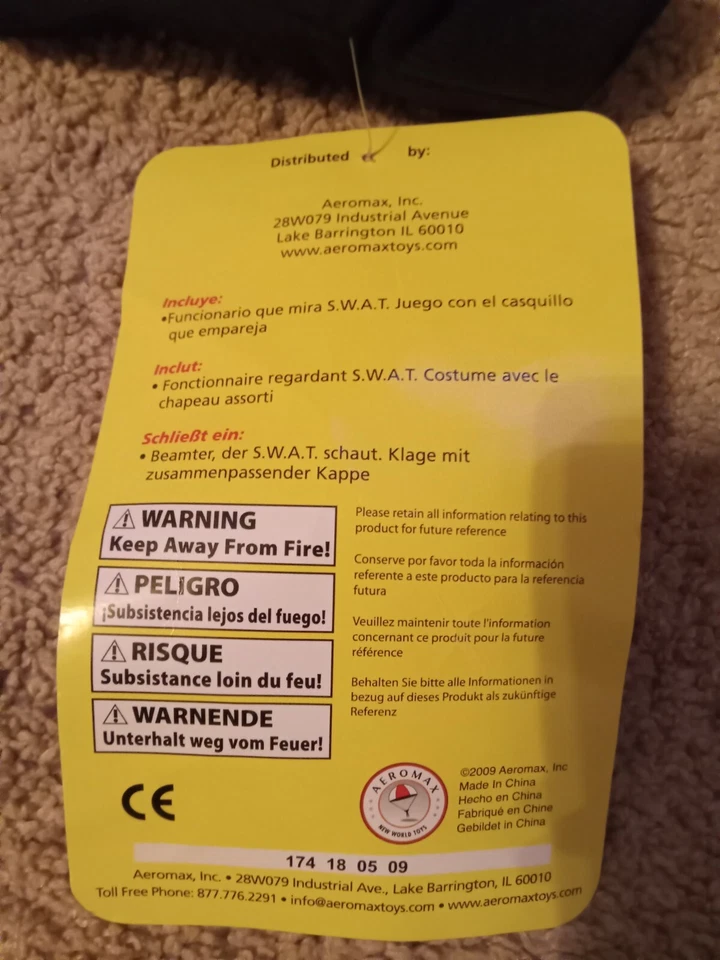 Distributed by:
Aeromax, Inc.
28W079 Industrial Avenue
Lake Barrington IL 60010
www.aeromaxtoys.com
Incluye:
•Funcionario que mira S.W.A.T. Juego con el casquillo
que empareja
Inclut:
• Fonctionnaire regardant S.W.A.T. Costume avec le
chapeau assorti
Schließt ein:
• Beamter, der S.W.A.T. schaut. Klage mit
zusammenpassender Kappe
WARNING
Keep Away From Fire!
PELIGRO
¡Subsistencia lejos del fuego!
RISQUE
Subsistance loin du feu!
WARNENDE
Unterhalt weg vom Feuer!
Please retain all information relating to this
product for future reference
Conserve por favor toda la información
referente a este producto para la referencia
futura
Veuillez maintenir toute l'information
concernant ce produit pour la future
référence
Behalten Sie bitte alle Informationen in
bezug auf dieses Produkt als zukünftige
Referenz
CE
AEROMAX
NEW WORLD TOYS
©2009 Aeromax, Inc
Made In China
Hecho en China
Fabriqué en Chine
Gebildet in China
174 18 05 09
Aeromax, Inc. • 28W079 Industrial Ave., Lake Barrington, IL 60010
Toll Free Phone: 877.776.2291 • info@aeromaxtoys.com • www.aeromaxtoys.com